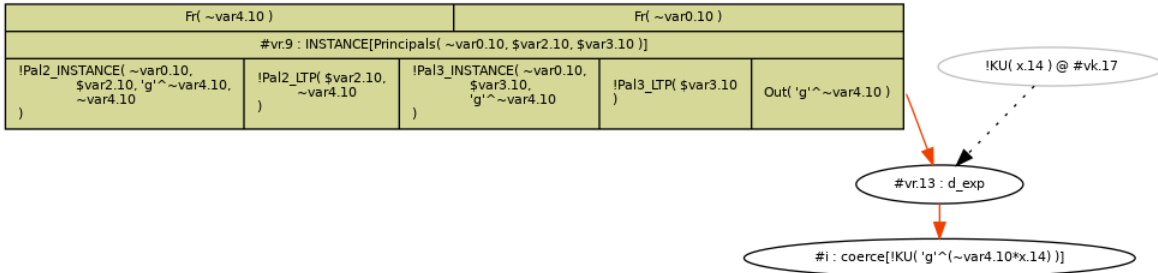 Fr( ~var4.10 )
Fr( ~var0.10 )
#vr.9 : INSTANCE[Principals( ~var0.10, $var2.10, $var3.10 )]
!Pal2_INSTANCE( ~var0.10,
$var2.10, 'g'^~var4.10,
~var4.10
)
!Pal2_LTP( $var2.10,
~var4.10
)
!Pal3_INSTANCE( ~var0.10,
$var3.10,
'g'^~var4.10
)
!Pal3_LTP( $var3.10
)
Out( 'g'^~var4.10 )
!KU( x.14 ) @ #vk.17
#vr.13 : d_exp
#i : coerce[!KU( 'g'^(~var4.10*x.14) )]